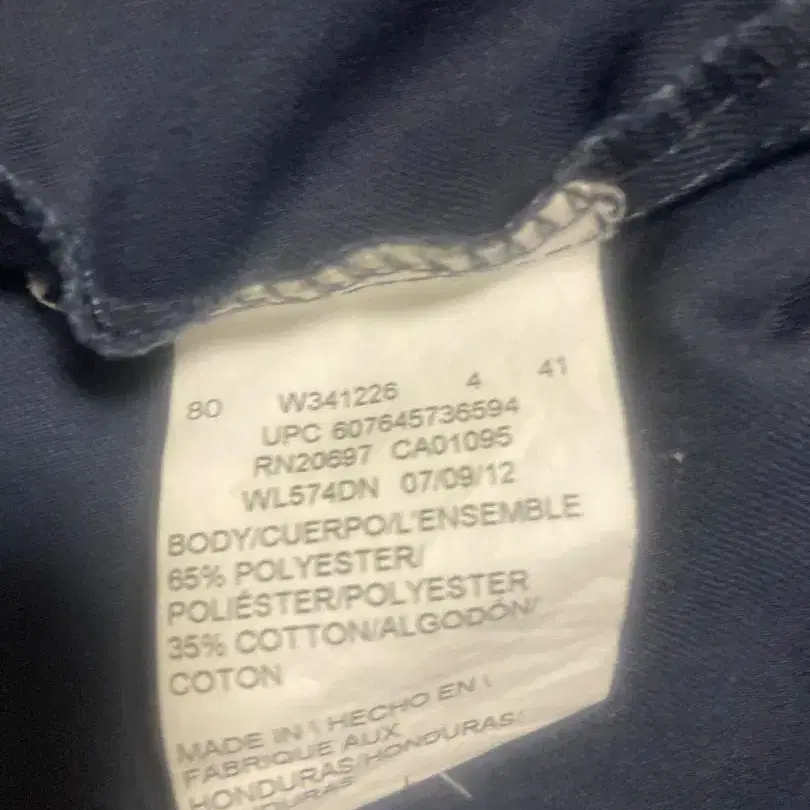 80 W341226 4 41
UPC 607645736594
RN20697 CA01095
WL574DN 07/09/12
BODY/CUERPO/L'ENSEMBLE
65% POLYESTER/
POLIÉSTER/POLYESTER
35% COTTON/ALGODÓN/
COTON
MADE IN \ HECHO EN \
FABRIQUE AUX
HONDURAS/HONDURAS/